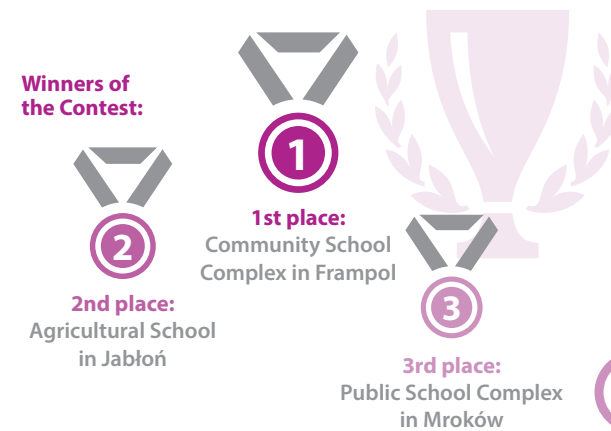 Winners of
the Contest:
1
1st place:
Community School
Complex in Frampol
2
2nd place:
Agricultural School
in Jabłoń
3
3rd place:
Public School Complex
in Mroków